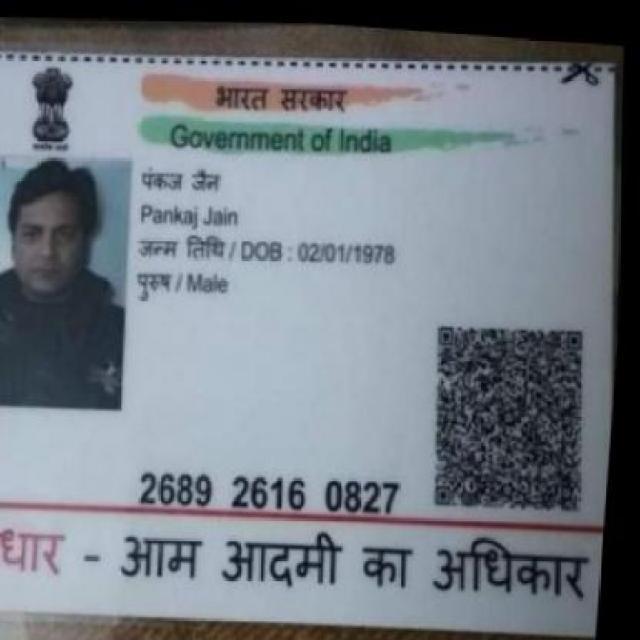 भारत सरकार
Government of India
पंकज जैन
Pankaj Jain
जन्म तिथि / DOB : 02/01/1978
पुरुष / Male
2689 2616 0827
धार - आम आदमी का अधिकार